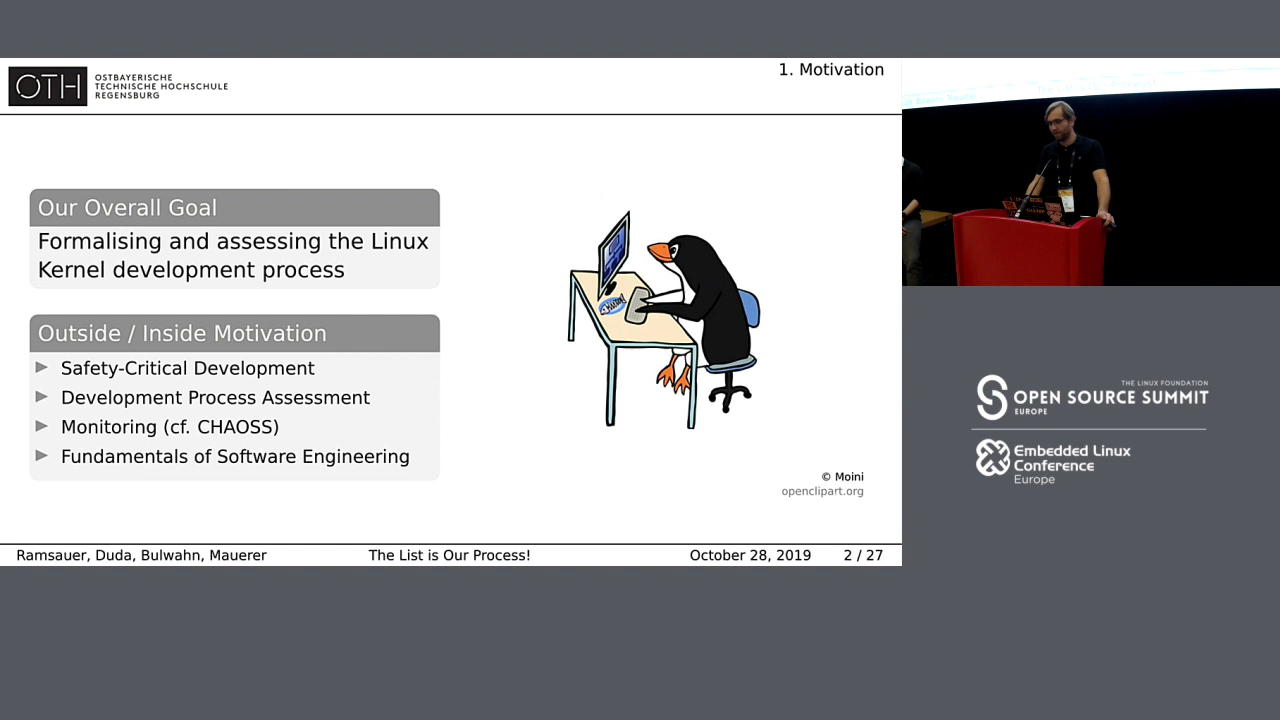 OTH
OSTBAYERISCHE
TECHNISCHE HOCHSCHULE
REGENSBURG
1. Motivation
Our Overall Goal
Formalising and assessing the Linux
Kernel development process
Outside / Inside Motivation
Safety-Critical Development
Development Process Assessment
Monitoring (cf. CHAOSS)
Fundamentals of Software Engineering
© Moini
openclipart.org
Ramsauer, Duda, Bulwahn, Mauerer
The List is Our Process!
October 28, 2019
2 / 27
THE LINUX FOUNDATION
OPEN SOURCE SUMMIT
EUROPE
Embedded Linux
Conference
Europe